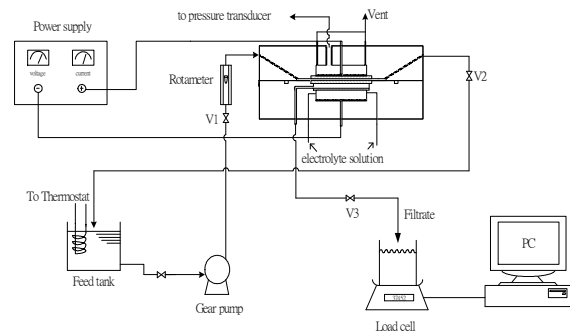 to pressure transducer
Vent
Power supply
voltage
current
Rotameter
V2
V1
electrolyte solution
To Thermostat
V3
Filtrate
PC
Feed tank
Gear pump
Load cell